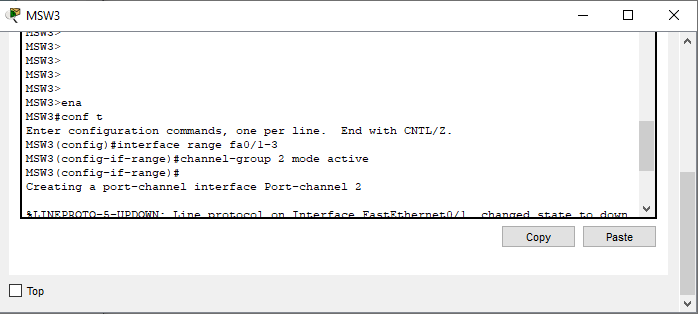 MSW3
MSW3>
MSW3>
MSW3>
MSW3>
MSW3>
MSW3>ena
MSW3#conf t
Enter configuration commands, one per line.  End with CNTL/Z.
MSW3(config)#interface range fa0/1-3
MSW3(config-if-range)#channel-group 2 mode active
MSW3(config-if-range)#
Creating a port-channel interface Port-channel 2
%LINEPROTO-5-UPDOWN: Line protocol on Interface FastEthernet0/1, changed state to down
Copy Paste
Top